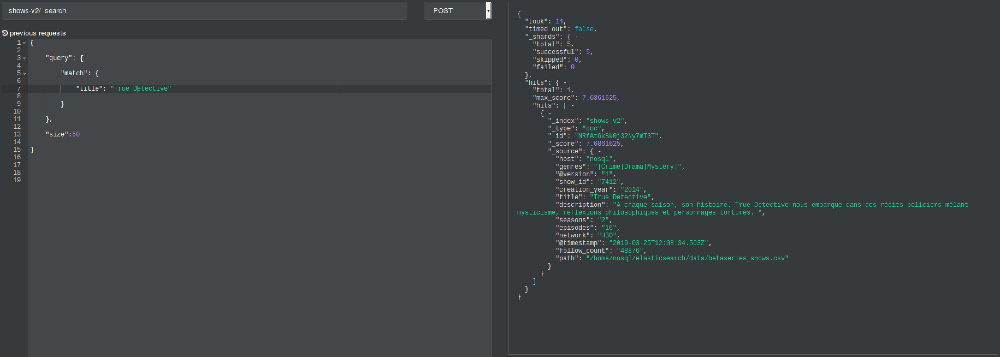 shows-v2/_search
POST
previous requests
1 {
2
3 "query": {
4
5 "match": {
6
7 "title": "True Detective"
8
9 }
10
11 },
12
13 "size":50
14
15 }
16
17
18
19
{ -
"took": 14,
"timed_out": false,
"_shards": { -
"total": 5,
"successful": 5,
"skipped": 0,
"failed": 0
},
"hits": { -
"total": 1,
"max_score": 7.6861625,
"hits": [ -
{ -
"_index": "shows-v2",
"_type": "doc",
"_id": "NRfAtGkBk0j32Ny7mT3T",
"_score": 7.6861625,
"_source": { -
"host": "nosql",
"genres": "|Crime|Drama|Mystery|",
"@version": "1",
"show_id": "7412",
"creation_year": "2014",
"title": "True Detective",
"description": "A chaque saison, son histoire. True Detective nous embarque dans des récits policiers mêlant
mysticisme, réflexions philosophiques et personnages torturés. ",
"seasons": "2",
"episodes": "16",
"network": "HBO",
"@timestamp": "2019-03-25T12:08:34.503Z",
"follow_count": "48876",
"path": "/home/nosql/elasticsearch/data/betaseries_shows.csv"
}
}
]
}
}